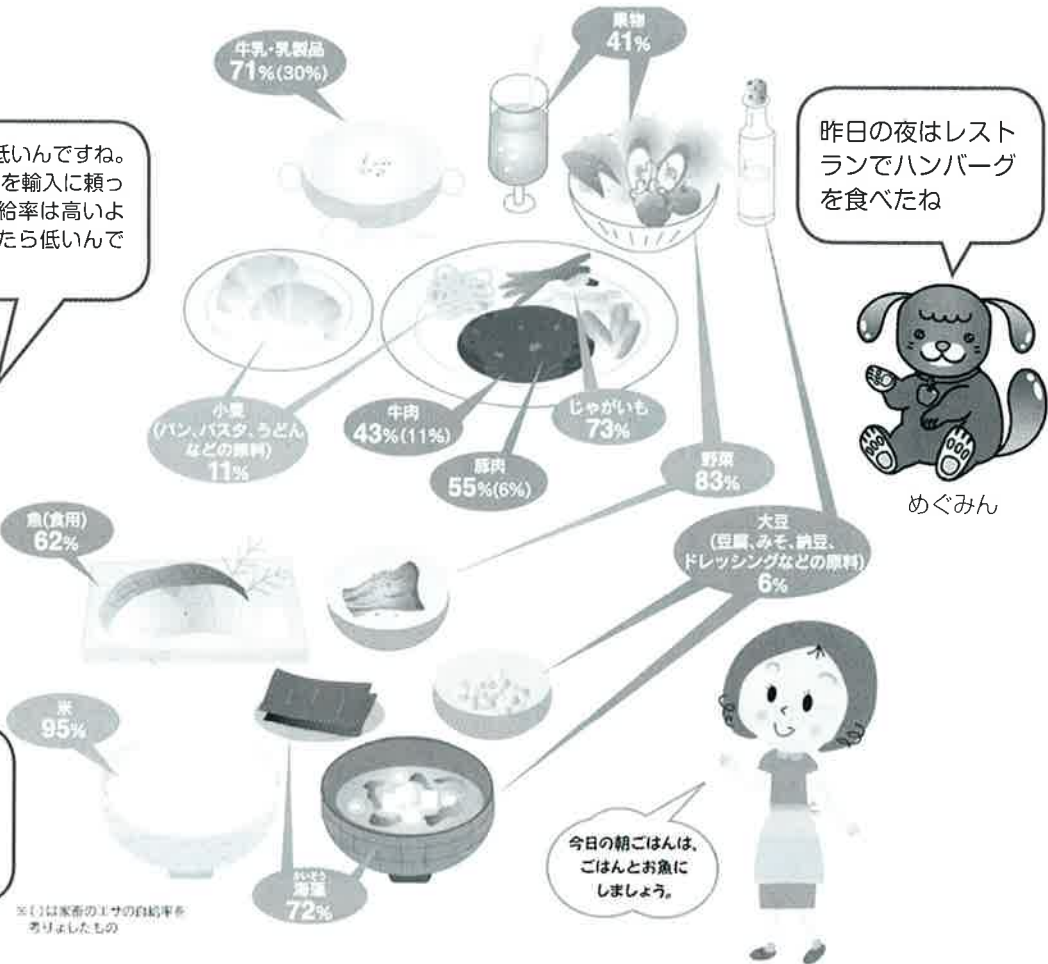 牛乳・乳製品
71%(30%)
果物
41%
低いんですね。
を輸入に頼っ
給率は高いよ
たら低いんで
昨日の夜はレスト
ランでハンバーグ
を食べたね
めぐみん
小麦
(パン、パスタ、うどん
などの原料)
11%
牛肉
43%(11%)
豚肉
55%(6%)
じゃがいも
73%
野菜
83%
魚(食用)
62%
大豆
(豆腐、みそ、納豆、
ドレッシングなどの原料)
6%
米
95%
かいそう
海藻
72%
今日の朝ごはんは、
ごはんとお魚に
しましょう。
※( )は家畜のエサの自給率を
考りょしたもの